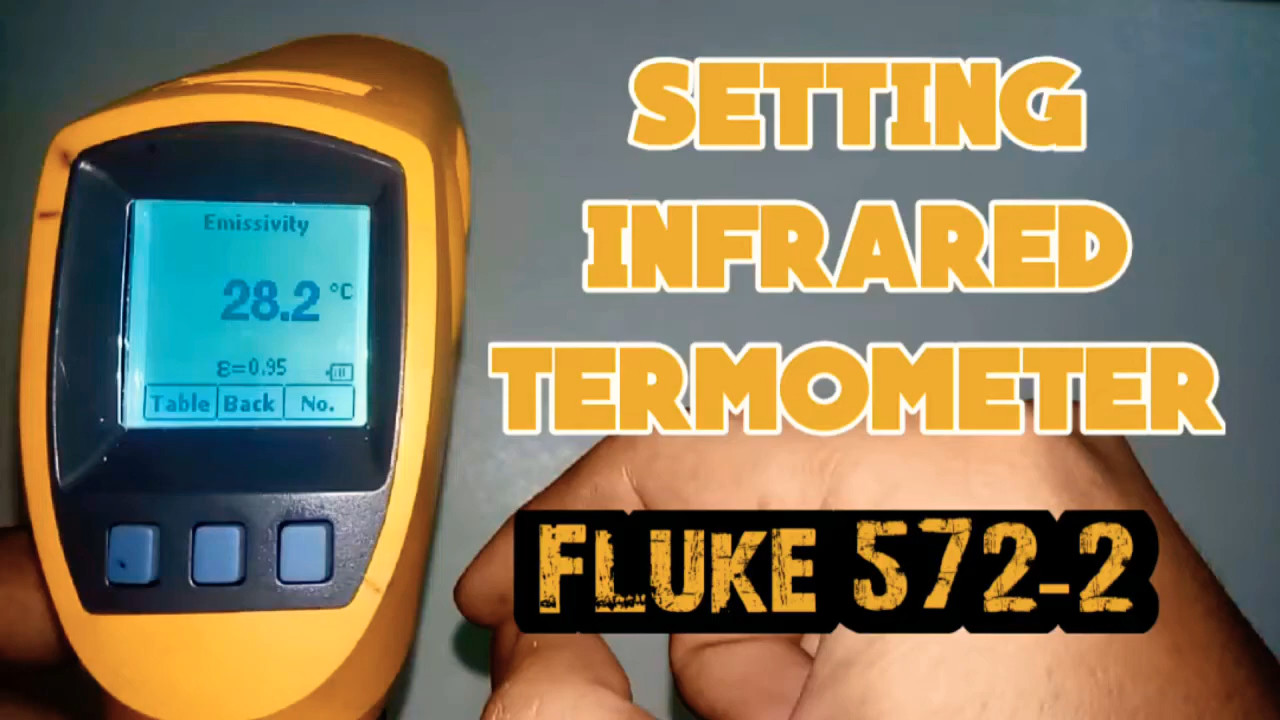 SETTING
INFRARED
TERMOMETER
FLUKE 572-2
Emissivity
28.2 °C
ε=0.95
Table Back No.